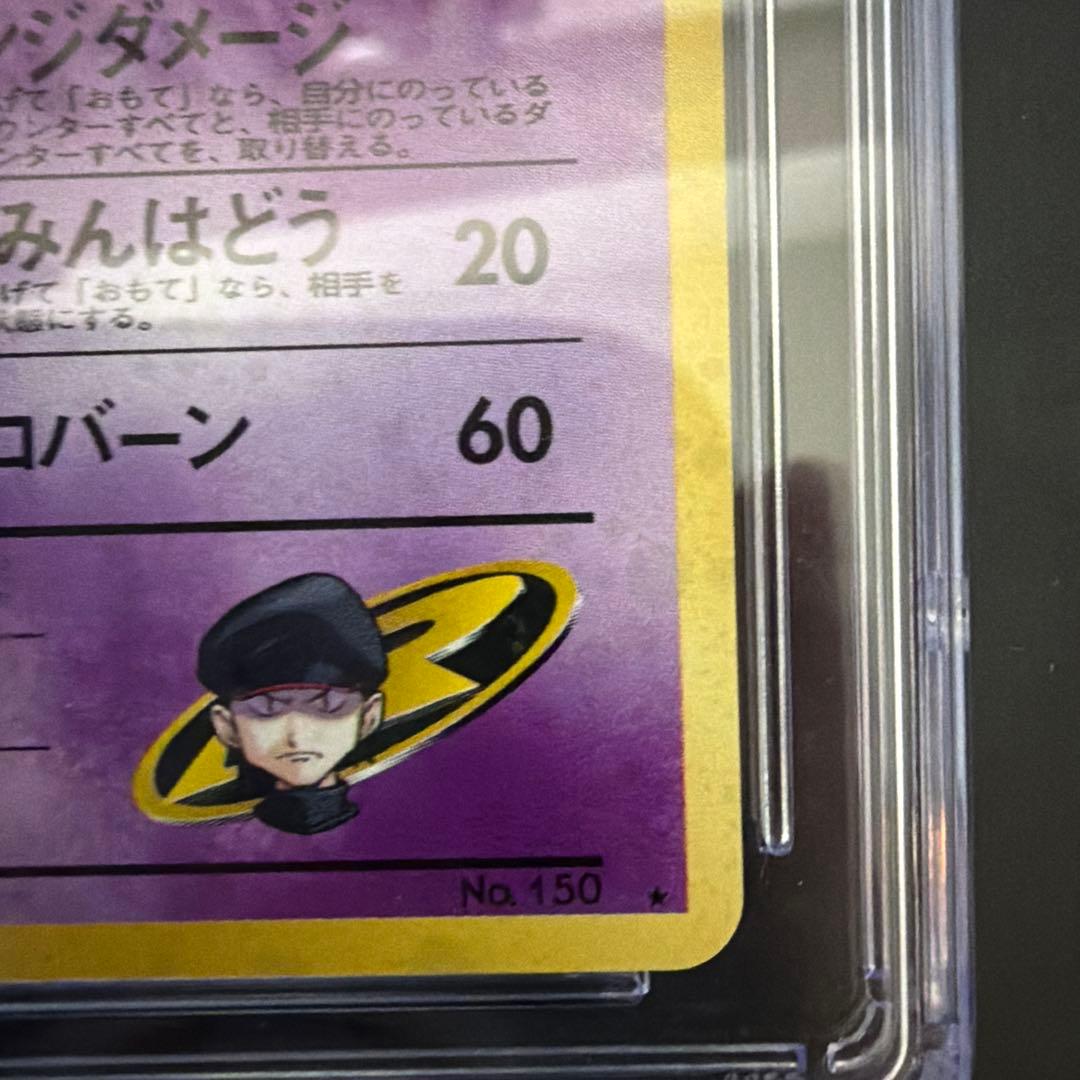 ンジダメージ
げて「おもて」なら、自分にのっている
ウンターすべてと、相手にのっているダ
ンターすべてを、取り替える。
みんはどう 20
げて「おもて」なら、相手を
状態にする。
コバーン 60
No. 150 ★